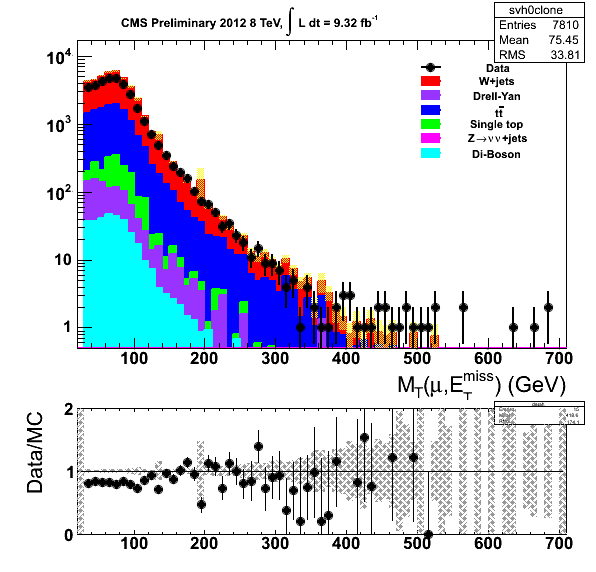 CMS Preliminary 2012 8 TeV, ∫ L dt = 9.32 fb⁻¹
svh0clone
Entries 7810
Mean 75.45
RMS 33.81
Data
W+jets
Drell-Yan
tt̄
Single top
Z→νν+jets
Di-Boson
10⁴
10³
10²
10
1
100 200 300 400 500 600 700
M_T(μ,E_T^miss) (GeV)
Data/MC
2
1
0
100 200 300 400 500 600 700